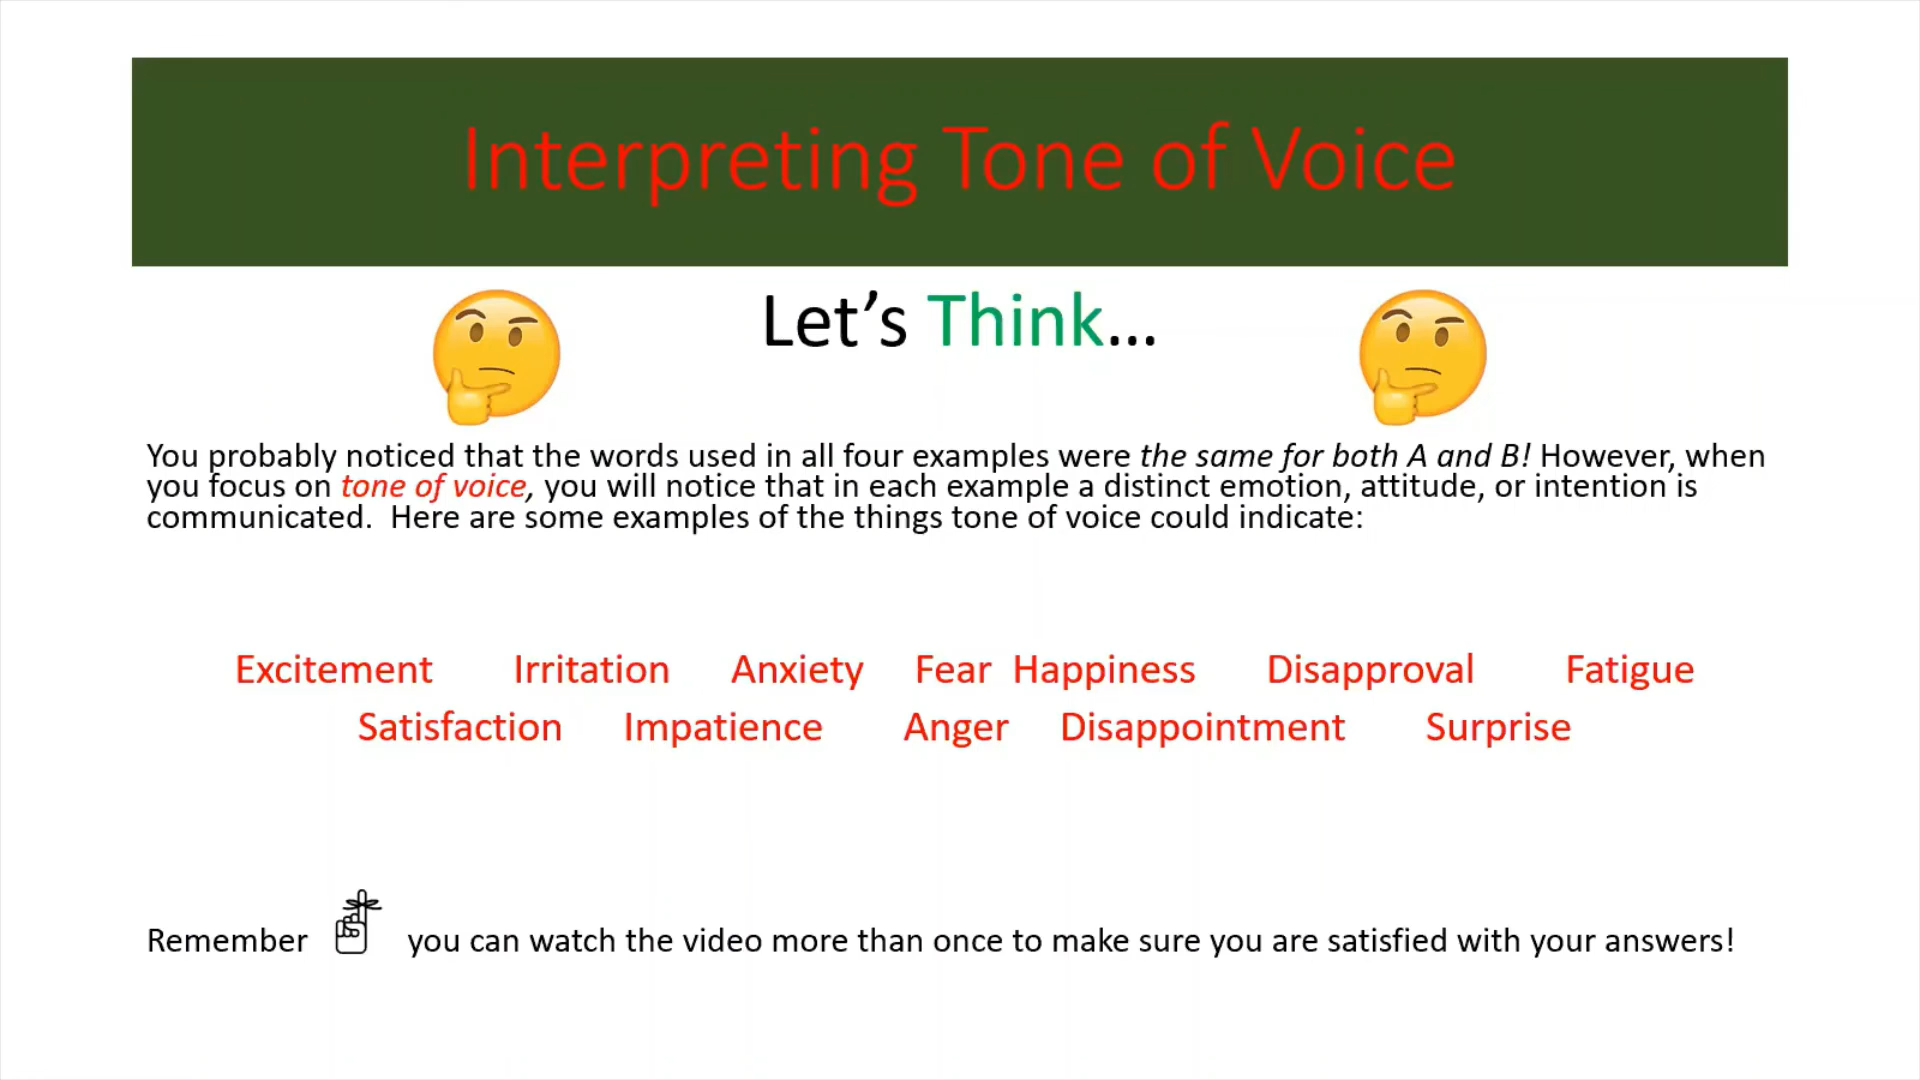 Interpreting Tone of Voice
Let’s Think...
You probably noticed that the words used in all four examples were the same for both A and B! However, when
you focus on tone of voice, you will notice that in each example a distinct emotion, attitude, or intention is
communicated.  Here are some examples of the things tone of voice could indicate:
Excitement Irritation Anxiety Fear Happiness Disapproval Fatigue
Satisfaction Impatience Anger Disappointment Surprise
Remember you can watch the video more than once to make sure you are satisfied with your answers!